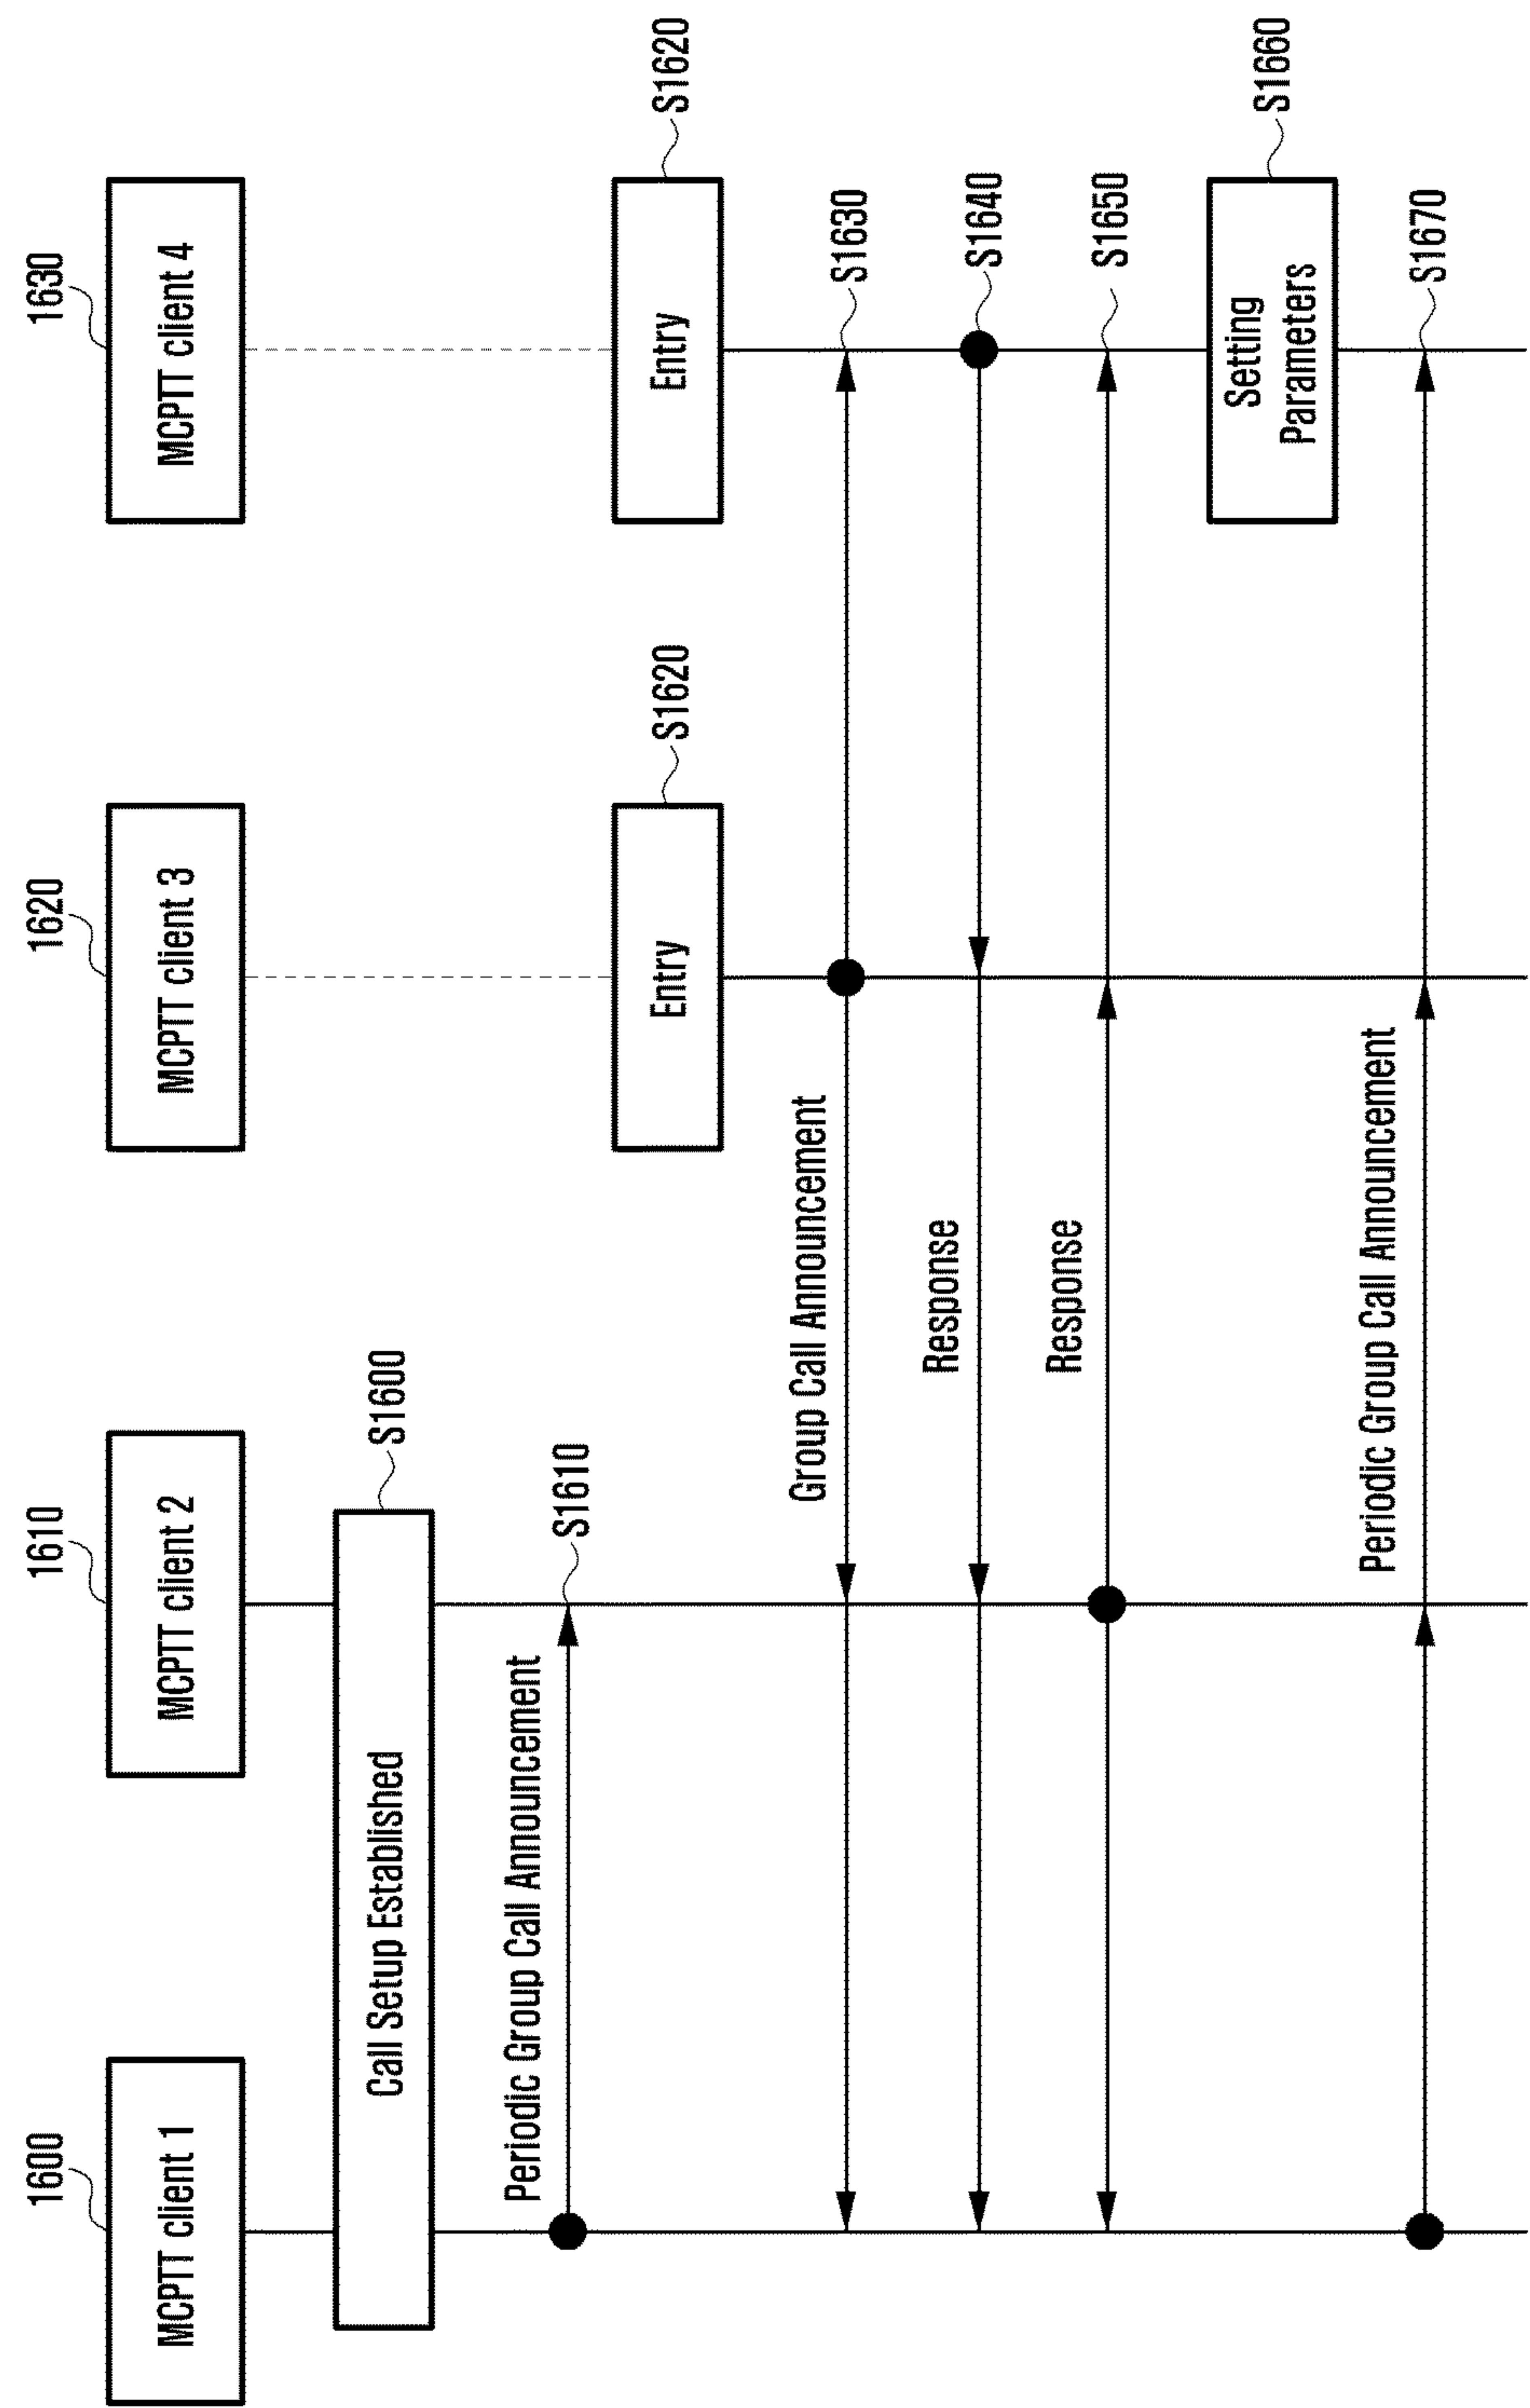 1600
1610
1620
1630
MCPTT client 1
MCPTT client 2
MCPTT client 3
MCPTT client 4
Call Setup Established
S1600
Periodic Group Call Announcement
S1610
Entry
S1620
Entry
S1620
Group Call Announcement
S1630
Response
S1640
Response
S1650
Setting
Parameters
S1660
Periodic Group Call Announcement
S1670